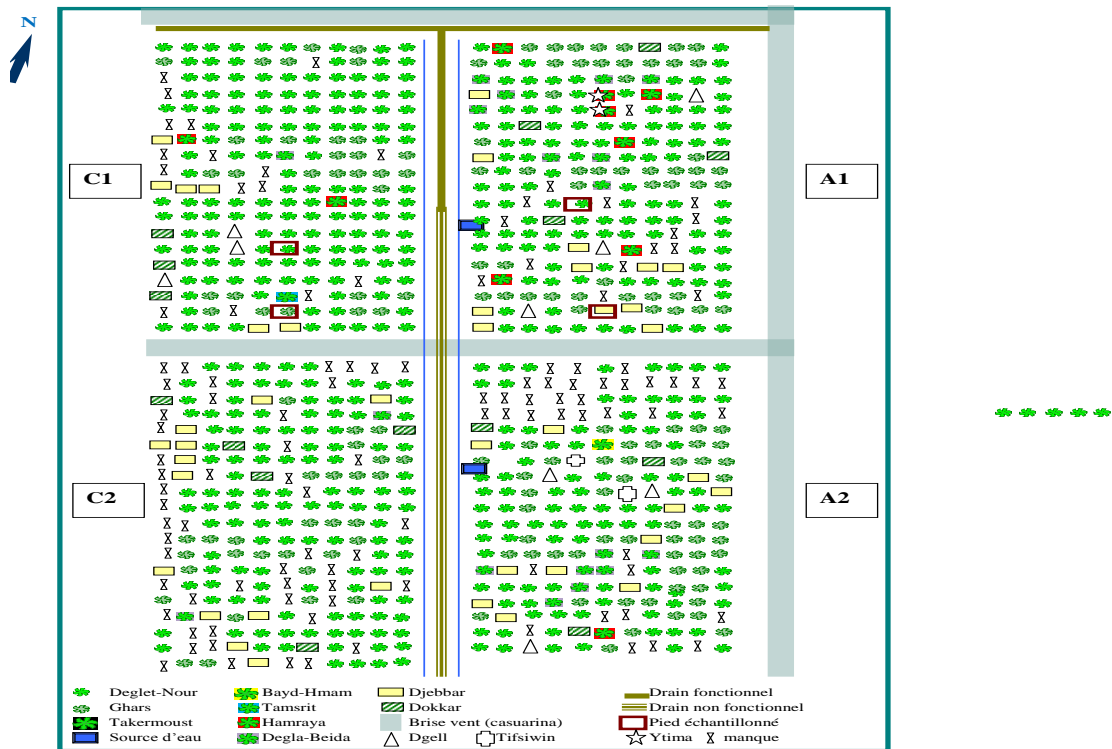 N
C1
A1
C2
A2
Deglet-Nour Bayd-Hmam Djebbar Drain fonctionnel
Ghars Tamsrit Dokkar Drain non fonctionnel
Takermoust Hamraya Brise vent (casuarina) Pied échantillonné
Source d'eau Degla-Beida Dgell Tifsiwin Ytima manque